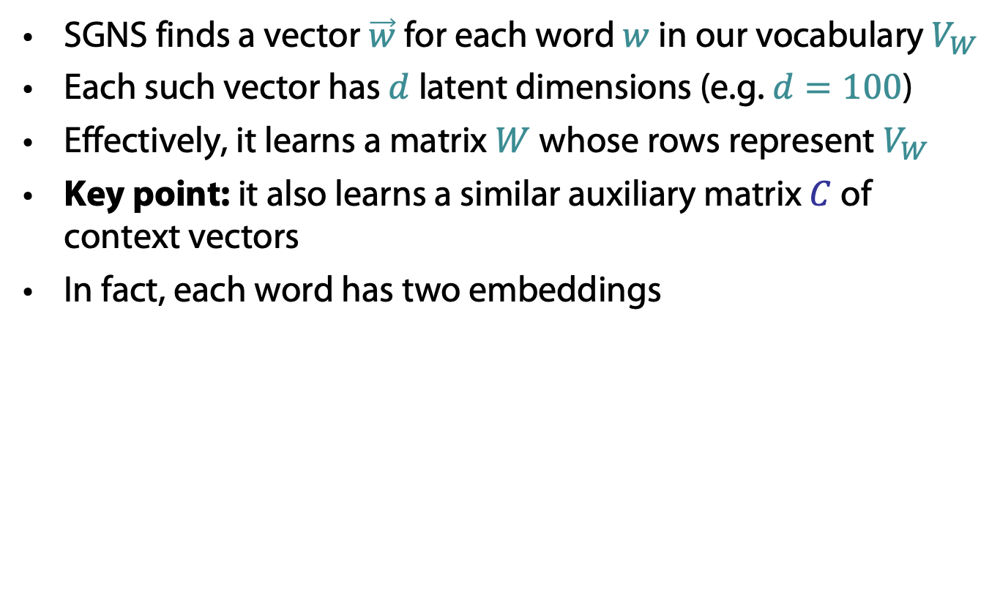 • SGNS finds a vector w⃗ for each word w in our vocabulary V_W
• Each such vector has d latent dimensions (e.g. d = 100)
• Effectively, it learns a matrix W whose rows represent V_W
• Key point: it also learns a similar auxiliary matrix C of
context vectors
• In fact, each word has two embeddings